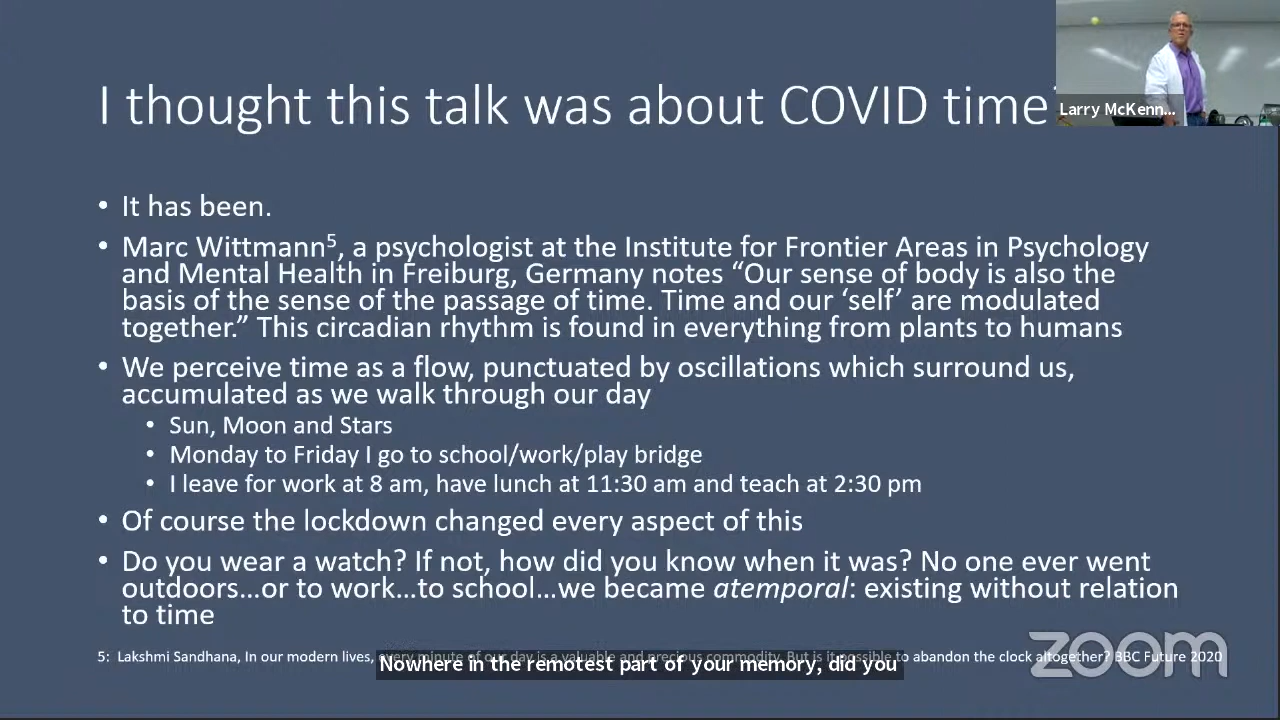 I thought this talk was about COVID time?
Larry McKenn...
• It has been.
• Marc Wittmann5, a psychologist at the Institute for Frontier Areas in Psychology
and Mental Health in Freiburg, Germany notes “Our sense of body is also the
basis of the sense of the passage of time. Time and our ‘self’ are modulated
together.” This circadian rhythm is found in everything from plants to humans
• We perceive time as a flow, punctuated by oscillations which surround us,
accumulated as we walk through our day
• Sun, Moon and Stars
• Monday to Friday I go to school/work/play bridge
• I leave for work at 8 am, have lunch at 11:30 am and teach at 2:30 pm
• Of course the lockdown changed every aspect of this
• Do you wear a watch? If not, how did you know when it was? No one ever went
outdoors…or to work…to school…we became atemporal: existing without relation
to time
5: Lakshmi Sandhana, In our modern lives, every minute of our day is a valuable and precious commodity. But is it possible to abandon the clock altogether? BBC Future 2020
Nowhere in the remotest part of your memory, did you
zoom